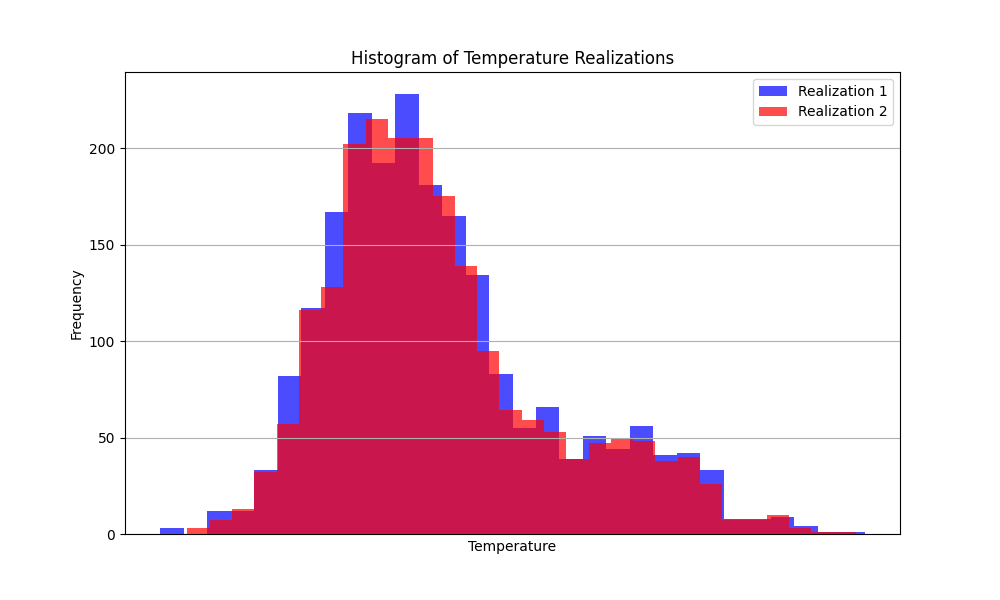 Histogram of Temperature Realizations
Realization 1
Realization 2
200
150
100
50
0
Frequency
Temperature